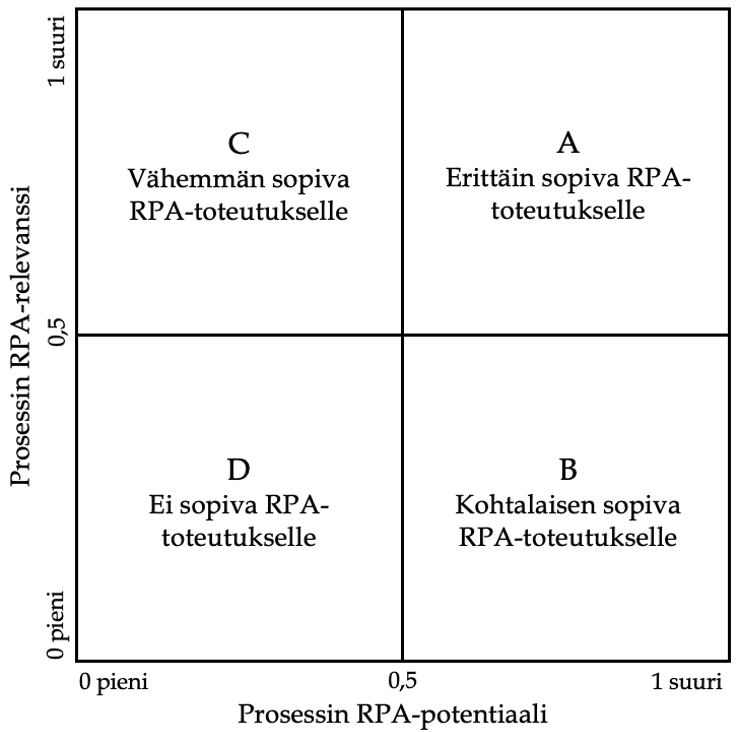 1 suuri
C
Vähemmän sopiva
RPA-toteutukselle
A
Erittäin sopiva RPA-
toteutukselle
Prosessin RPA-relevanssi
0,5
D
Ei sopiva RPA-
toteutukselle
B
Kohtalaisen sopiva
RPA-toteutukselle
0 pieni
0 pieni
0,5
1 suuri
Prosessin RPA-potentiaali